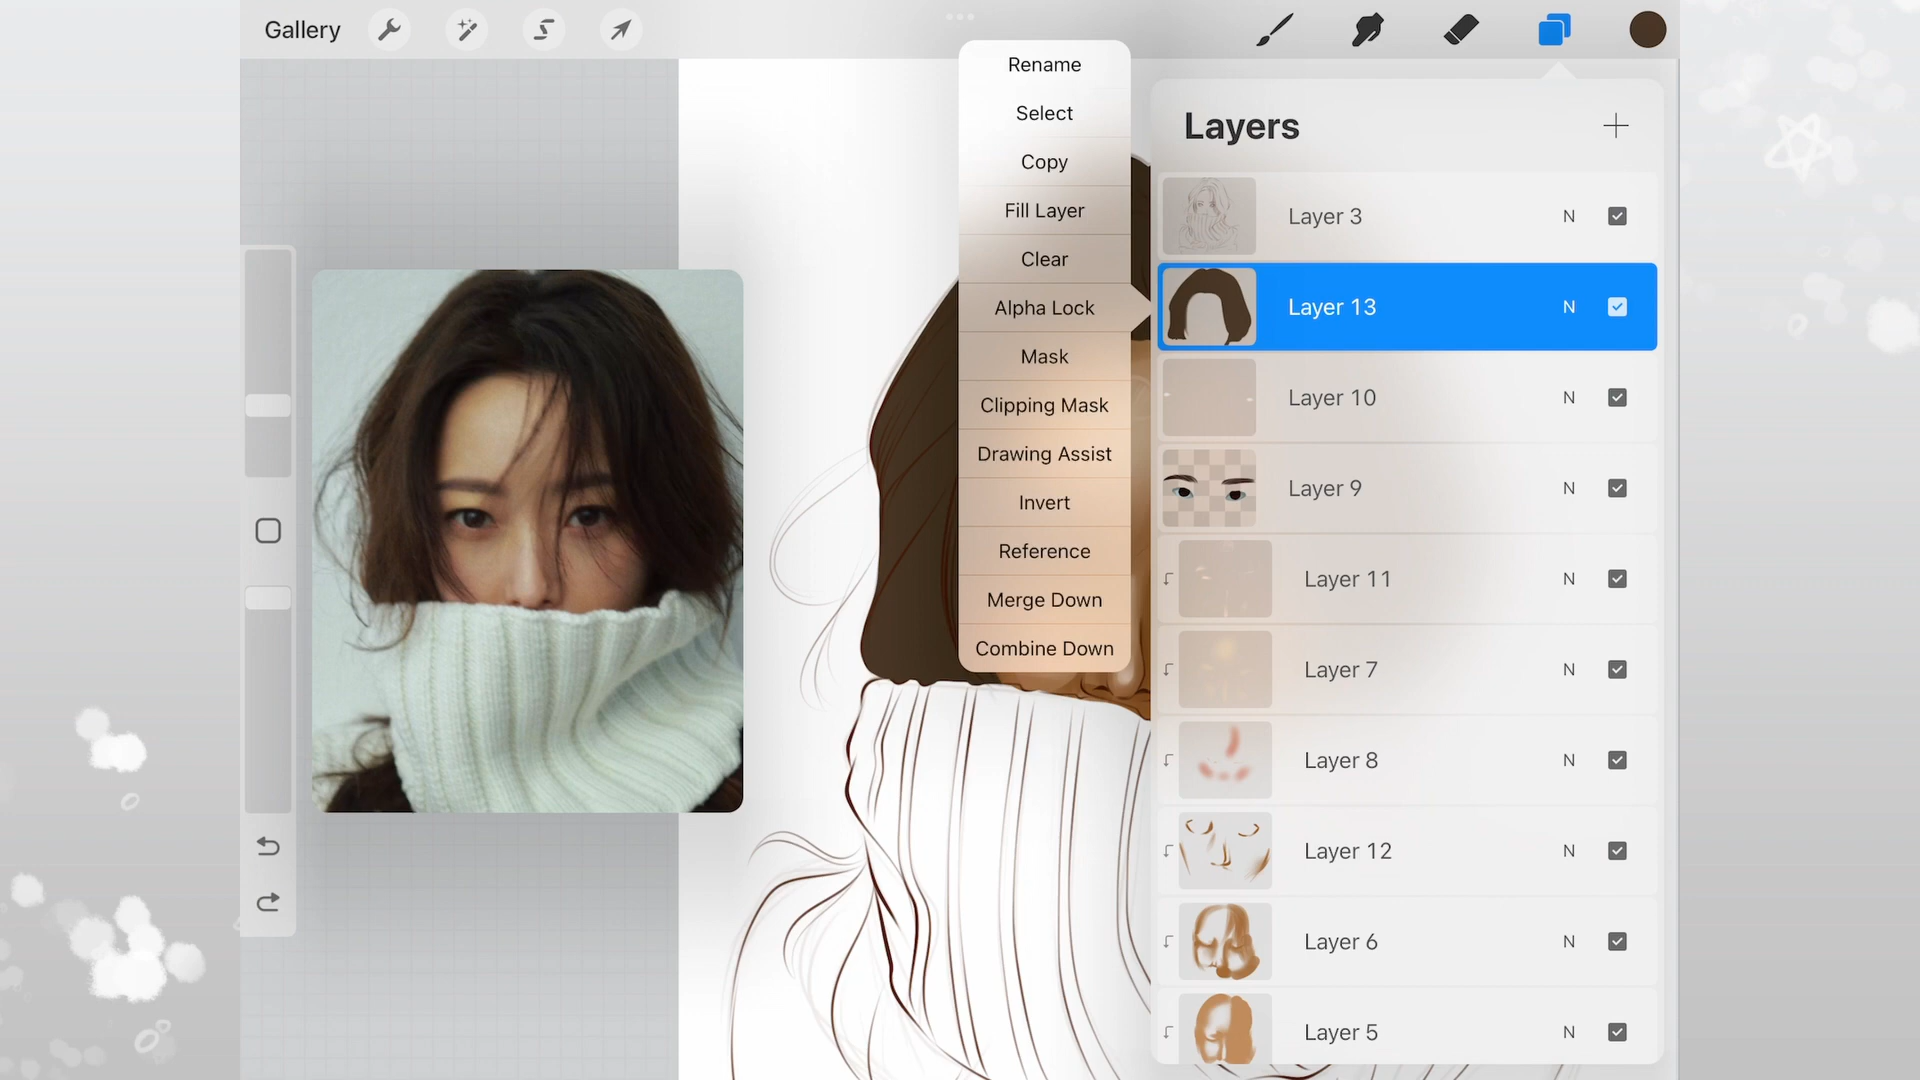 Gallery
Rename
Select
Copy
Fill Layer
Clear
Alpha Lock
Mask
Clipping Mask
Drawing Assist
Invert
Reference
Merge Down
Combine Down
Layers
Layer 3 N
Layer 13 N
Layer 10 N
Layer 9 N
Layer 11 N
Layer 7 N
Layer 8 N
Layer 12 N
Layer 6 N
Layer 5 N